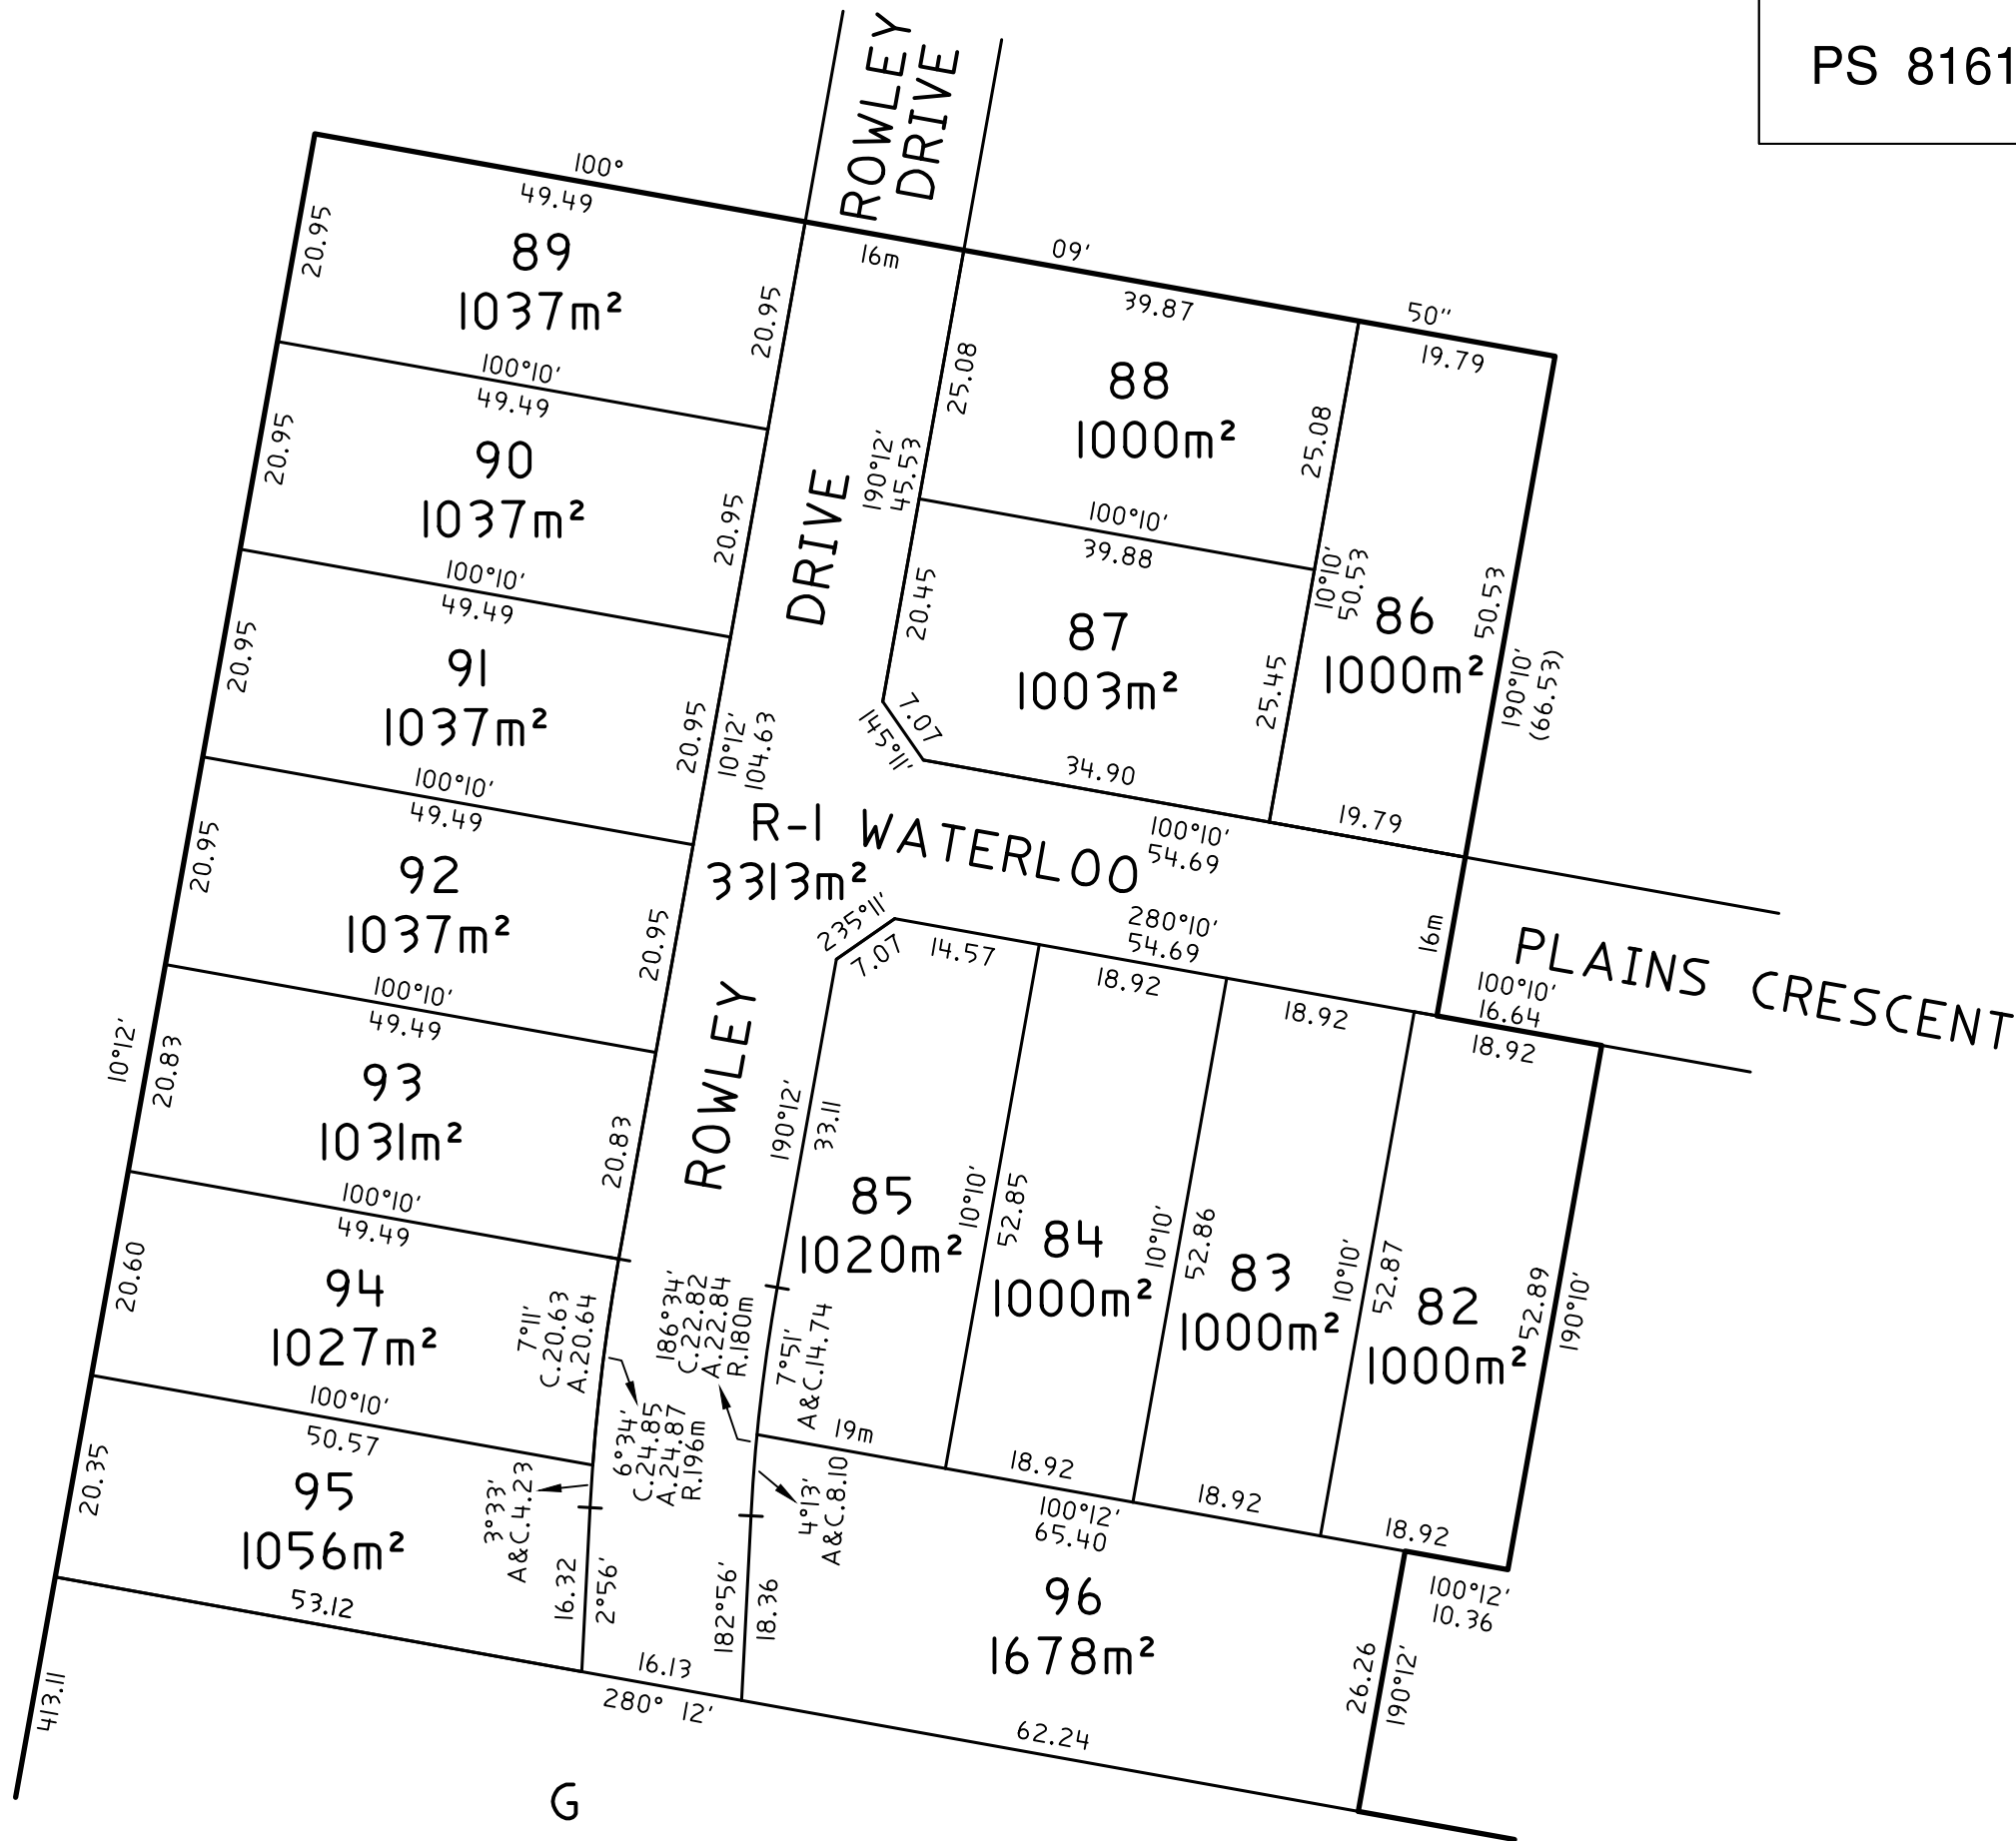 PS 8161
ROWLEY
DRIVE
100°
49.49
20.95
89
1037m²
20.95
16m
09'
39.87
50"
19.79
100°10'
49.49
20.95
90
1037m²
20.95
25.08
88
1000m²
25.08
190°12'
45.53
100°10'
39.88
100°10'
49.49
20.95
91
1037m²
20.95
DRIVE
20.45
87
1003m²
25.45
10°10'
50.53
86
1000m²
50.53
190°10'
(66.53)
7.07
145°11'
34.90
19.79
10°12'
104.63
100°10'
49.49
20.95
92
1037m²
20.95
R-1 WATERLOO
3313m²
100°10'
54.69
235°11'
7.07
280°10'
54.69
14.57
18.92
18.92
16m
PLAINS CRESCENT
100°10'
16.64
18.92
100°10'
49.49
10°12'
20.83
93
1031m²
20.83
ROWLEY
190°12'
33.11
85
1020m²
10°10'
52.85
84
1000m²
10°10'
52.86
83
1000m²
10°10'
52.87
82
1000m²
52.89
190°10'
100°10'
49.49
20.60
94
1027m²
7°11'
C.20.63
A.20.64
186°34'
C.22.82
A.22.84
R.180m
7°51'
A&C.14.74
100°10'
50.57
6°34'
C.24.85
A.24.87
R.196m
19m
18.92
18.92
18.92
20.35
95
1056m²
3°33'
A&C.4.23
4°13'
A&C.8.10
100°12'
65.40
16.32
2°56'
182°56'
18.36
96
1678m²
100°12'
10.36
26.26
190°12'
53.12
16.13
280° 12'
62.24
413.11
G